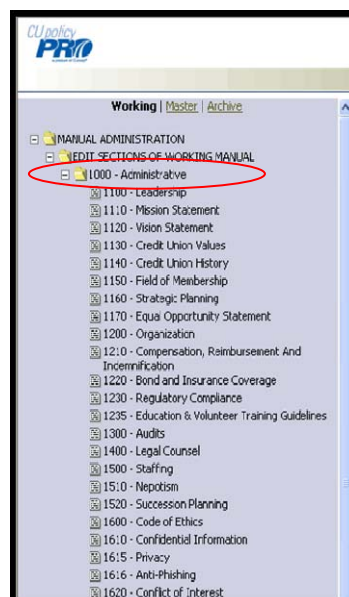 CU policy
PRO
Working | Master | Archive
MANUAL ADMINISTRATION
EDIT SECTIONS OF WORKING MANUAL
1000 - Administrative
1100 - Leadership
1110 - Mission Statement
1120 - Vision Statement
1130 - Credit Union Values
1140 - Credit Union History
1150 - Field of Membership
1160 - Strategic Planning
1170 - Equal Opportunity Statement
1200 - Organization
1210 - Compensation, Reimbursement And
Indemnification
1220 - Bond and Insurance Coverage
1230 - Regulatory Compliance
1235 - Education & Volunteer Training Guidelines
1300 - Audits
1400 - Legal Counsel
1500 - Staffing
1510 - Nepotism
1520 - Succession Planning
1600 - Code of Ethics
1610 - Confidential Information
1615 - Privacy
1616 - Anti-Phishing
1620 - Conflict of Interest